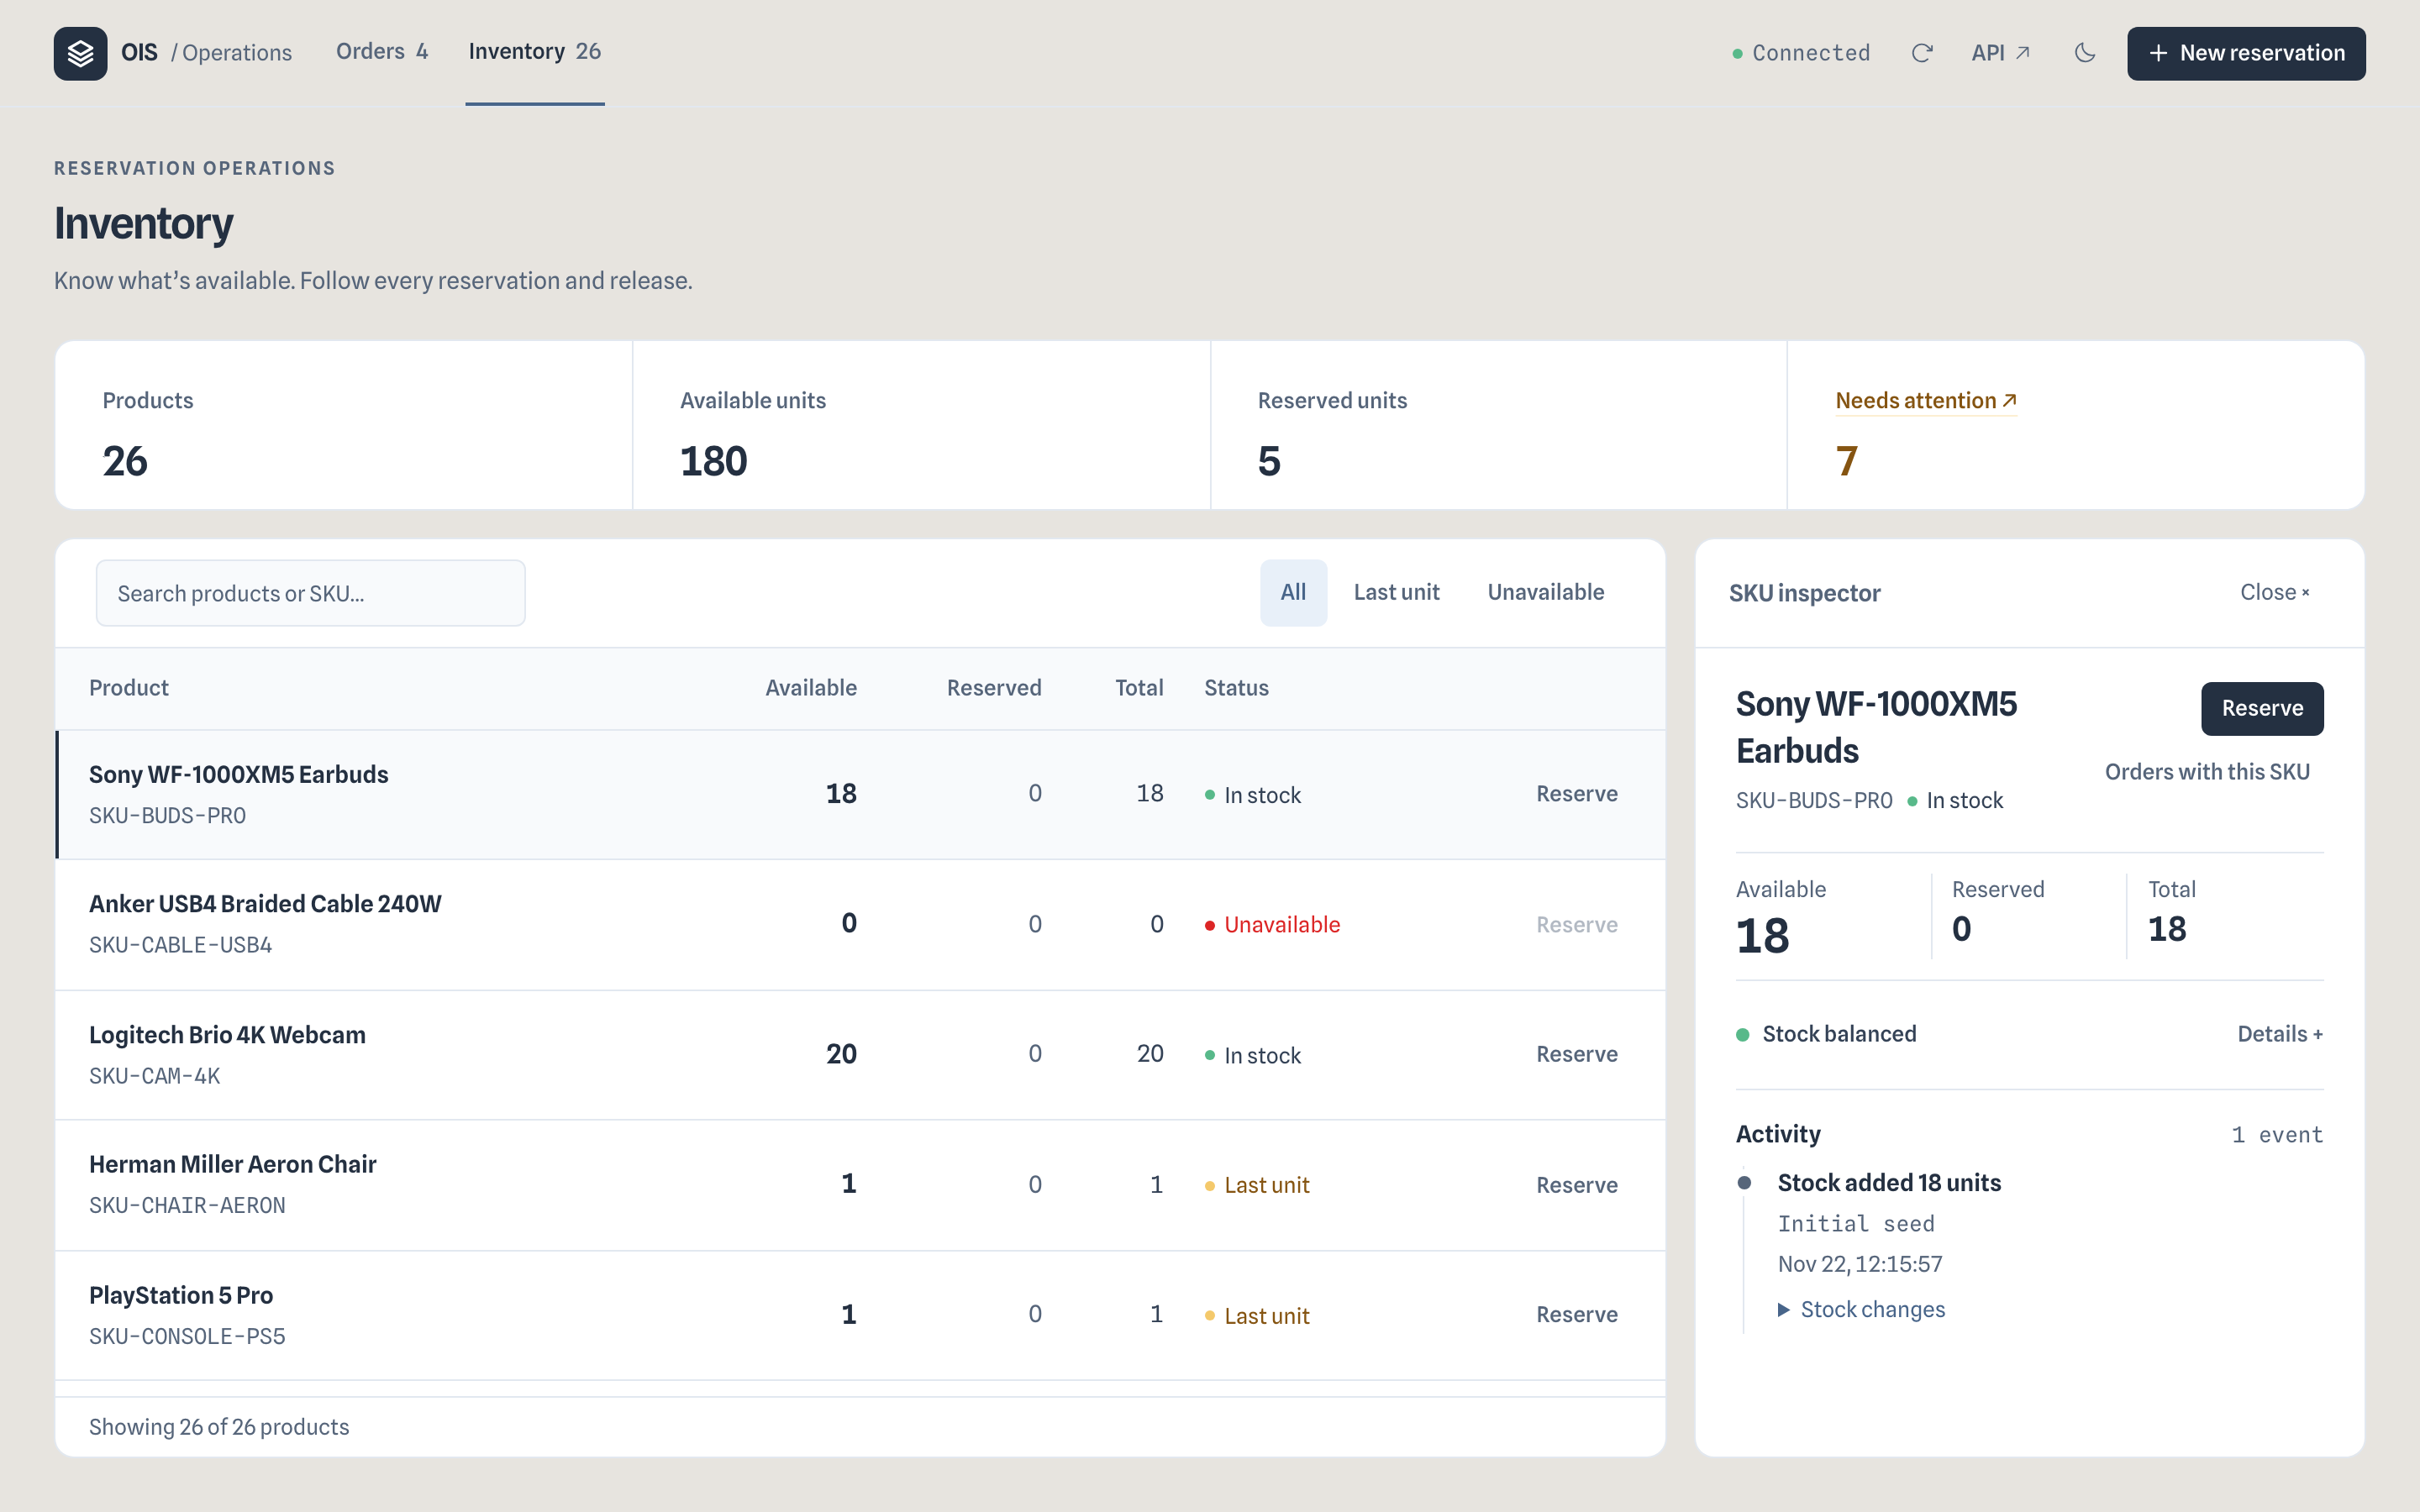 OIS / Operations Orders 4 Inventory 26 Connected API ↗ + New reservation
RESERVATION OPERATIONS
Inventory
Know what’s available. Follow every reservation and release.
Products Available units Reserved units Needs attention ↗
26 180 5 7
Search products or SKU... All Last unit Unavailable
Product Available Reserved Total Status
Sony WF-1000XM5 Earbuds
SKU-BUDS-PRO
18 0 18 In stock Reserve
Anker USB4 Braided Cable 240W
SKU-CABLE-USB4
0 0 0 Unavailable Reserve
Logitech Brio 4K Webcam
SKU-CAM-4K
20 0 20 In stock Reserve
Herman Miller Aeron Chair
SKU-CHAIR-AERON
1 0 1 Last unit Reserve
PlayStation 5 Pro
SKU-CONSOLE-PS5
1 0 1 Last unit Reserve
Showing 26 of 26 products
SKU inspector Close ×
Sony WF-1000XM5
Earbuds
Reserve
Orders with this SKU
SKU-BUDS-PRO In stock
Available Reserved Total
18 0 18
Stock balanced Details +
Activity 1 event
Stock added 18 units
Initial seed
Nov 22, 12:15:57
Stock changes